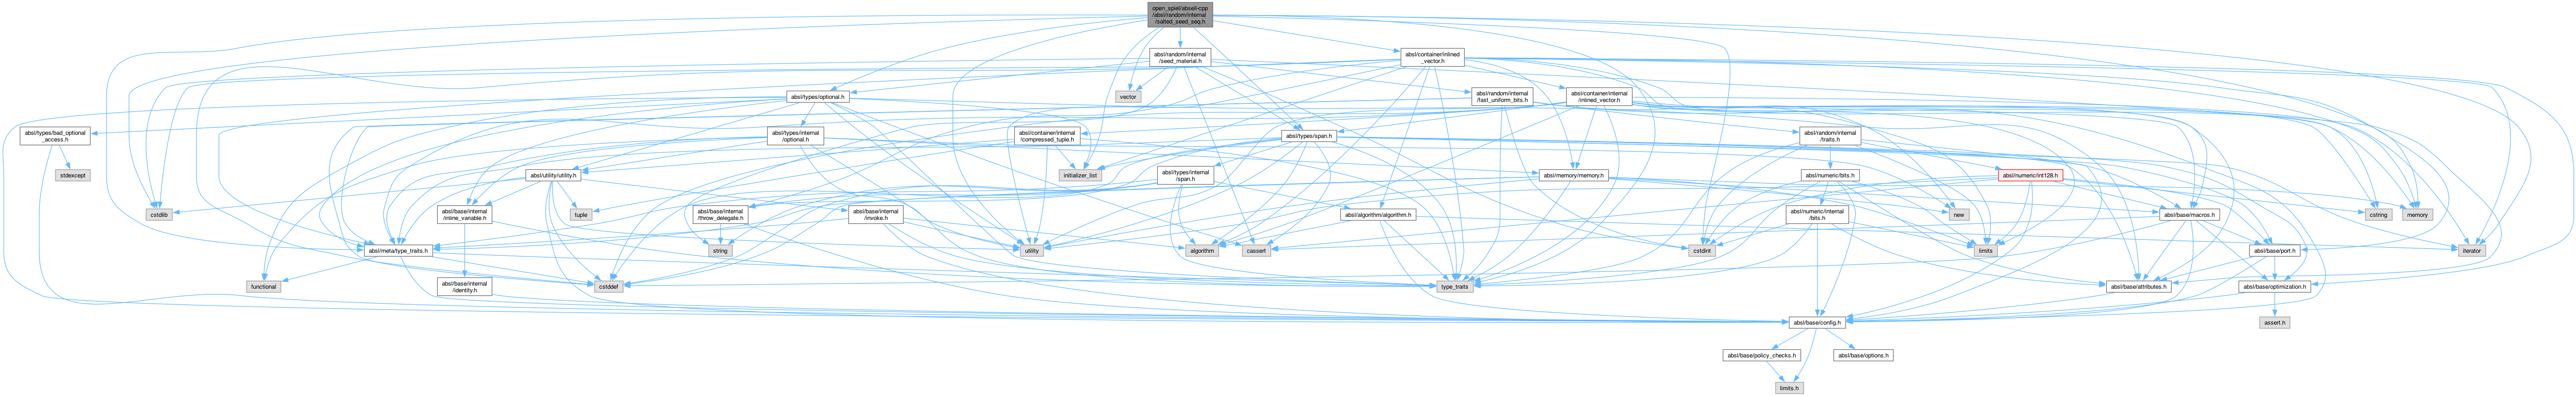 open_spiel/abseil-cpp
/absl/random/internal
/salted_seed_seq.h
absl/random/internal
/seed_material.h
absl/container/inlined
_vector.h
vector
absl/types/optional.h
absl/random/internal
/fast_uniform_bits.h
absl/container/internal
/inlined_vector.h
absl/types/bad_optional
_access.h
absl/types/internal
/optional.h
absl/container/internal
/compressed_tuple.h
absl/types/span.h
absl/random/internal
/traits.h
stdexcept
absl/utility/utility.h
initializer_list
absl/types/internal
/span.h
absl/memory/memory.h
absl/numeric/bits.h
absl/numeric/int128.h
cstdlib
absl/base/internal
/inline_variable.h
tuple
absl/base/internal
/throw_delegate.h
absl/base/internal
/invoke.h
absl/algorithm/algorithm.h
absl/numeric/internal
/bits.h
new
absl/base/macros.h
cstring
memory
absl/meta/type_traits.h
string
utility
algorithm
cassert
cstdint
limits
absl/base/port.h
iterator
functional
absl/base/internal
/identity.h
cstddef
type_traits
absl/base/attributes.h
absl/base/optimization.h
absl/base/config.h
assert.h
absl/base/policy_checks.h
absl/base/options.h
limits.h